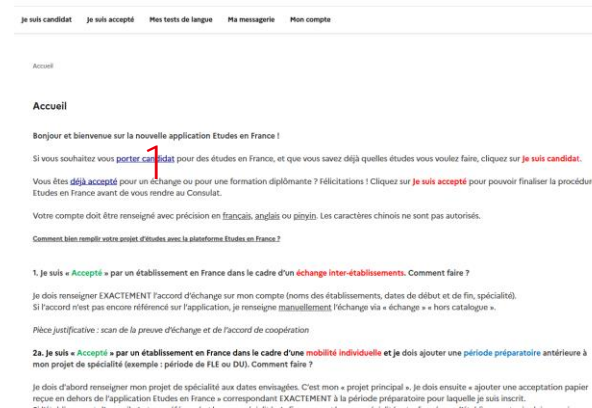 Je suis candidat Je suis accepté Mes tests de langue Ma messagerie Mon compte
Accueil
Accueil
Bonjour et bienvenue sur la nouvelle application Etudes en France !
Si vous souhaitez vous porter candidat pour des études en France, et que vous savez déjà quelles études vous voulez faire, cliquez sur Je suis candidat.
1
Vous êtes déjà accepté pour un échange ou pour une formation diplômante ? Félicitations ! Cliquez sur Je suis accepté pour pouvoir finaliser la procédur
Etudes en France avant de vous rendre au Consulat.
Votre compte doit être renseigné avec précision en français, anglais ou pinyin. Les caractères chinois ne sont pas autorisés.
Comment bien remplir votre projet d'études avec la plateforme Etudes en France ?
1. Je suis « Accepté » par un établissement en France dans le cadre d'un échange inter-établissements. Comment faire ?
Je dois renseigner EXACTEMENT l'accord d'échange sur mon compte (noms des établissements, dates de début et de fin, spécialité).
Si l'accord n'est pas encore référencé sur l'application, je renseigne manuellement l'échange via « échange » « hors catalogue ».
Pièce justificative : scan de la preuve d'échange et de l'accord de coopération
2a. Je suis « Accepté » par un établissement en France dans le cadre d'une mobilité individuelle et je dois ajouter une période préparatoire antérieure à
mon projet de spécialité (exemple : période de FLE ou DU). Comment faire ?
Je dois d'abord renseigner mon projet de spécialité aux dates envisagées. C'est mon « projet principal ». Je dois ensuite « ajouter une acceptation papier
reçue en dehors de l'application Etudes en France » correspondant EXACTEMENT à la période préparatoire pour laquelle je suis inscrit.